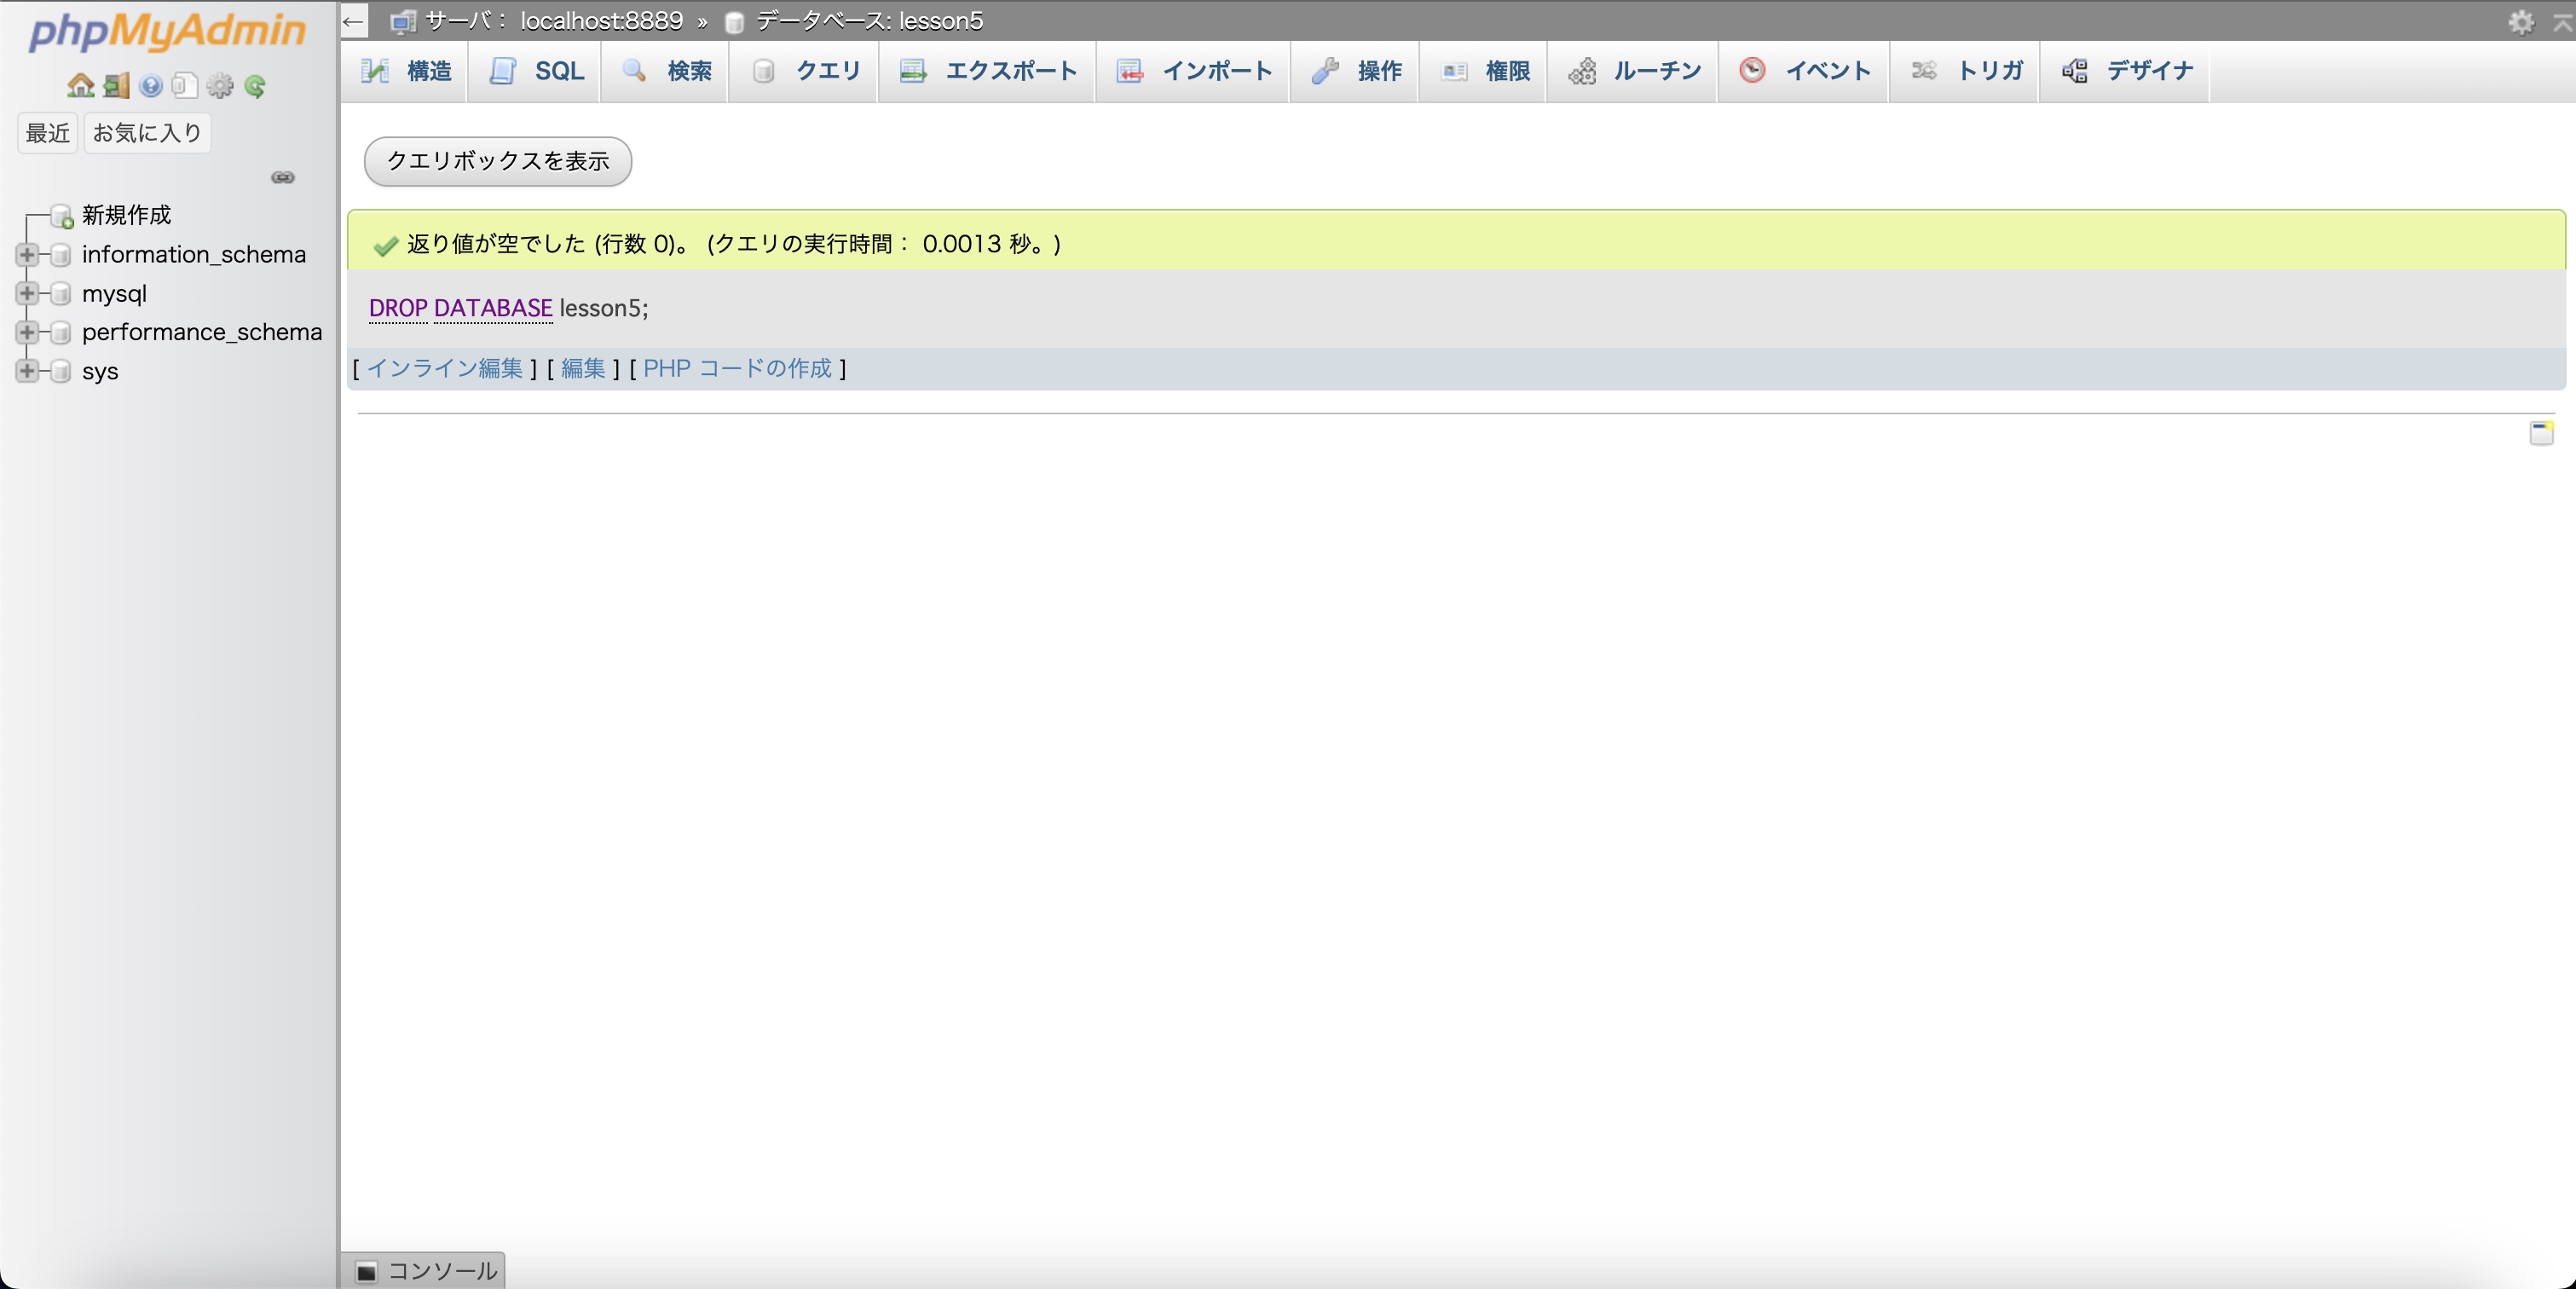 phpMyAdmin
最近 お気に入り
新規作成
information_schema
mysql
performance_schema
sys
サーバ： localhost:8889 » データベース: lesson5
構造 SQL 検索 クエリ エクスポート インポート 操作 権限 ルーチン イベント トリガ デザイナ
クエリボックスを表示
返り値が空でした (行数 0)。 (クエリの実行時間： 0.0013 秒。)
DROP DATABASE lesson5;
[ インライン編集 ] [ 編集 ] [ PHP コードの作成 ]
コンソール